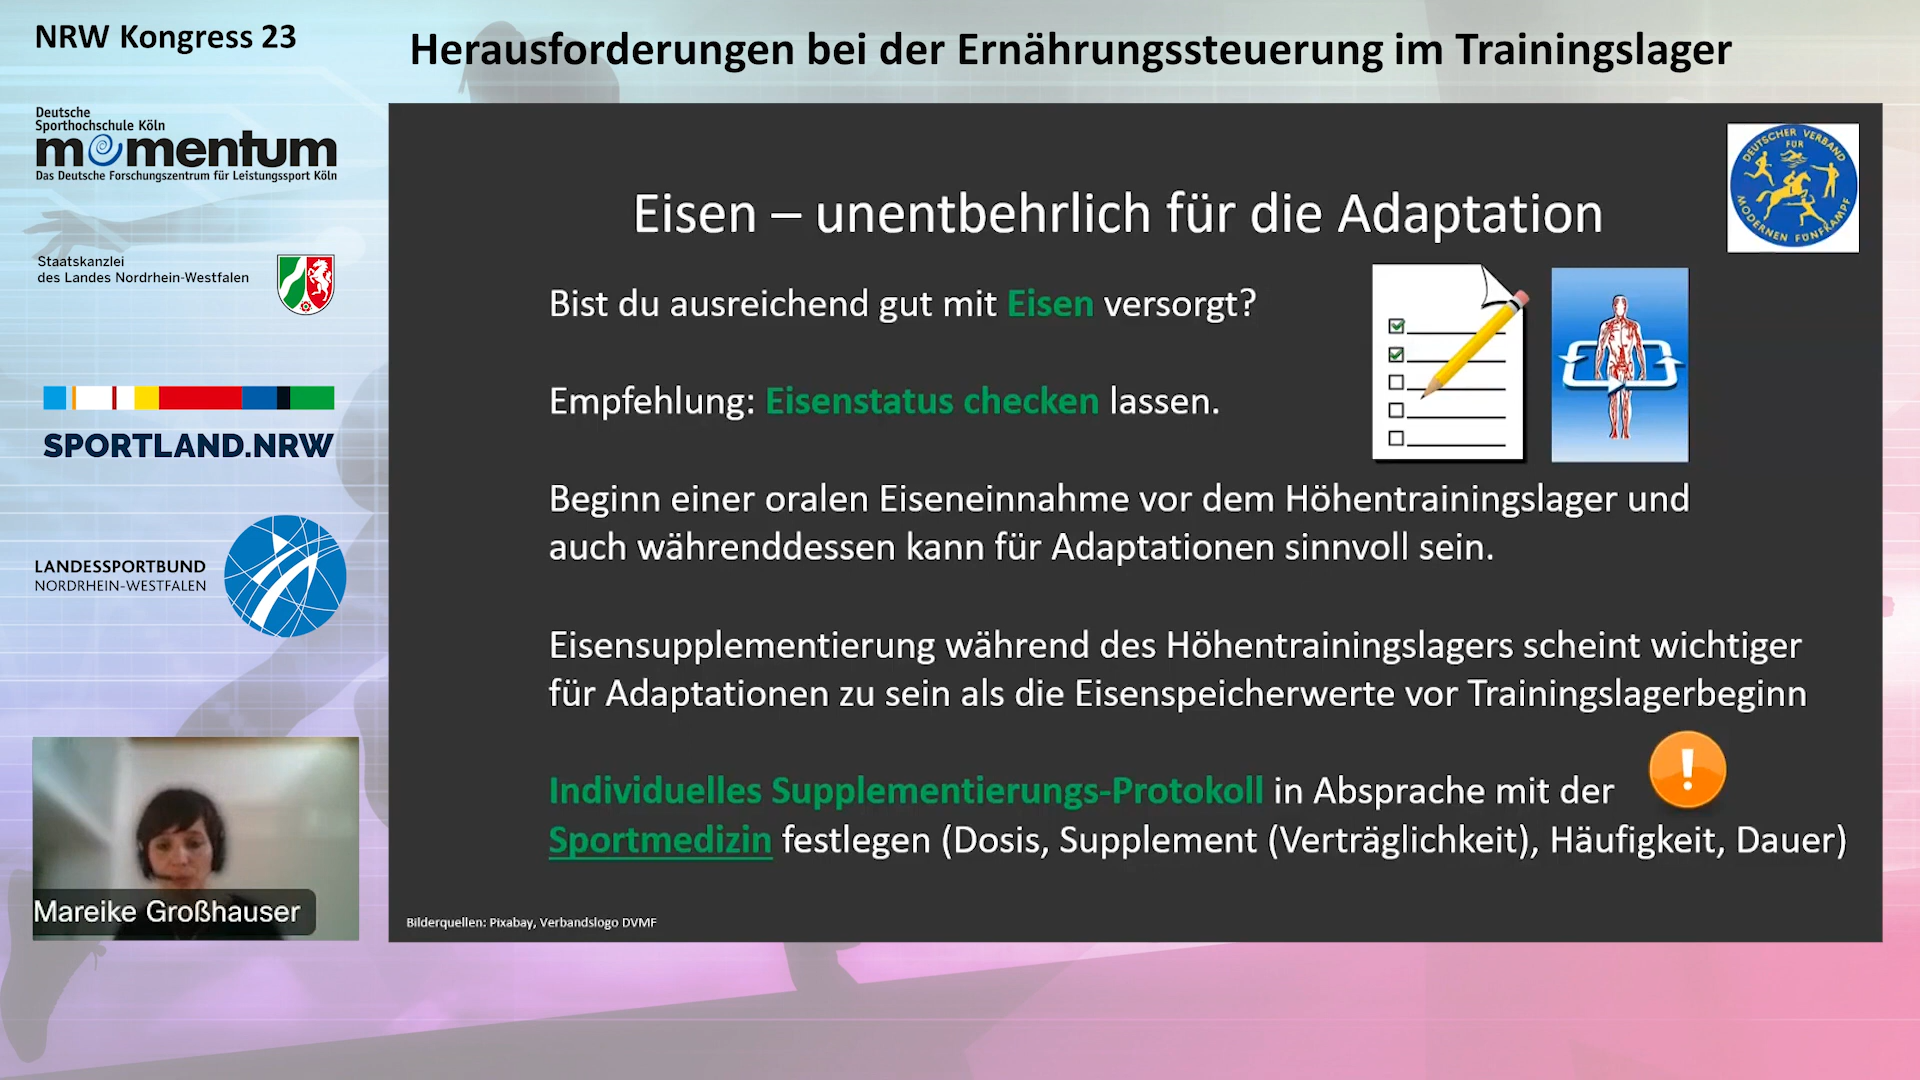 NRW Kongress 23
Herausforderungen bei der Ernährungssteuerung im Trainingslager
Deutsche
Sporthochschule Köln
momentum
Das Deutsche Forschungszentrum für Leistungssport Köln
Staatskanzlei
des Landes Nordrhein-Westfalen
SPORTLAND.NRW
LANDESSPORTBUND
NORDRHEIN-WESTFALEN
Mareike Großhauser
DEUTSCHER VERBAND
FÜR
MODERNEN FÜNFKAMPF
Eisen – unentbehrlich für die Adaptation
Bist du ausreichend gut mit Eisen versorgt?
Empfehlung: Eisenstatus checken lassen.
Beginn einer oralen Eiseneinnahme vor dem Höhentrainingslager und
auch währenddessen kann für Adaptationen sinnvoll sein.
Eisensupplementierung während des Höhentrainingslagers scheint wichtiger
für Adaptationen zu sein als die Eisenspeicherwerte vor Trainingslagerbeginn
!
Individuelles Supplementierungs-Protokoll in Absprache mit der
Sportmedizin festlegen (Dosis, Supplement (Verträglichkeit), Häufigkeit, Dauer)
Bilderquellen: Pixabay, Verbandslogo DVMF